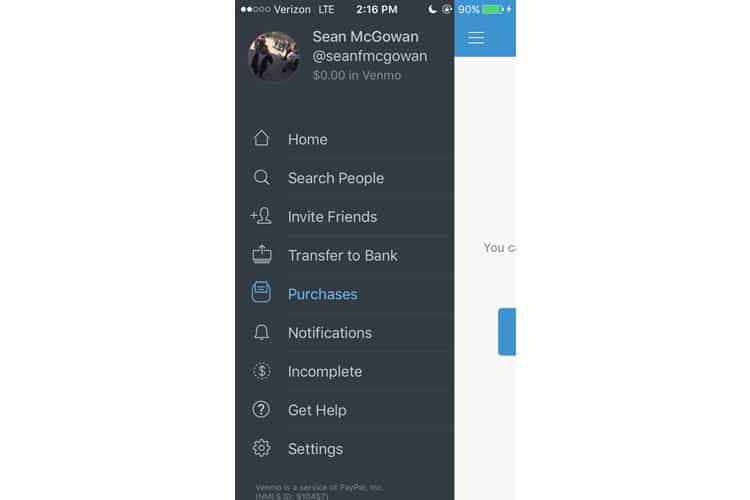 Verizon LTE 2:16 PM 90%
Sean McGowan
@seanfmcgowan
$0.00 in Venmo
Home
Search People
Invite Friends
Transfer to Bank
You ca
Purchases
Notifications
Incomplete
Get Help
Settings
Venmo is a service of PayPal, Inc.
(NMLS ID: 910457)